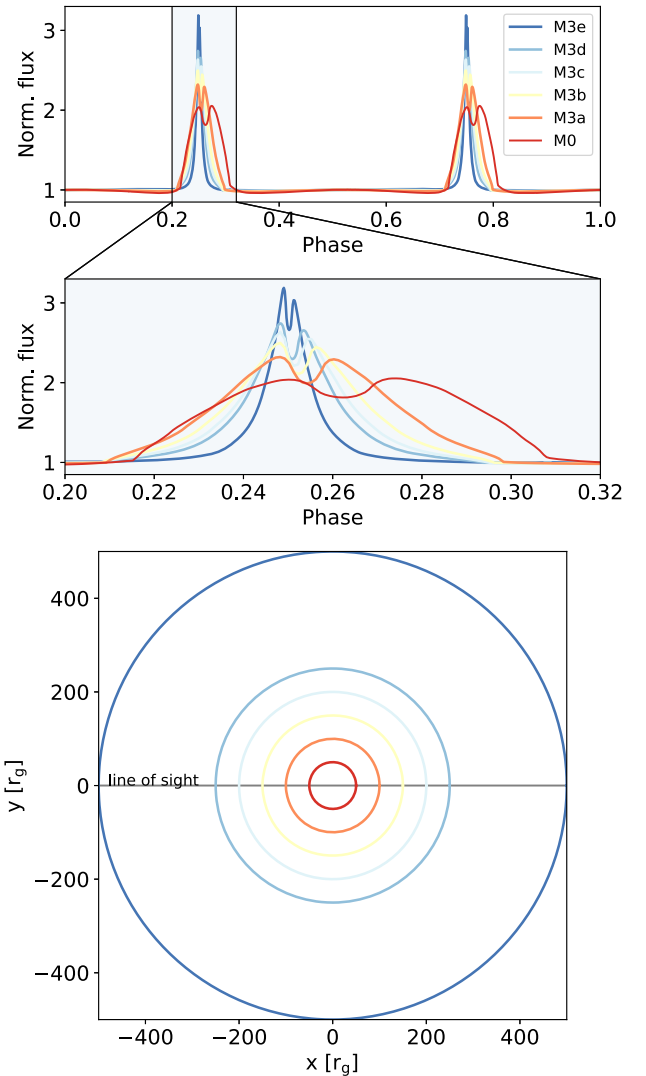 3
2
1
Norm. flux
M3e
M3d
M3c
M3b
M3a
M0
0.0
0.2
0.4
0.6
0.8
1.0
Phase
3
2
1
Norm. flux
0.20
0.22
0.24
0.26
0.28
0.30
0.32
Phase
400
200
0
−200
−400
y [rg]
line of sight
−400
−200
0
200
400
x [rg]